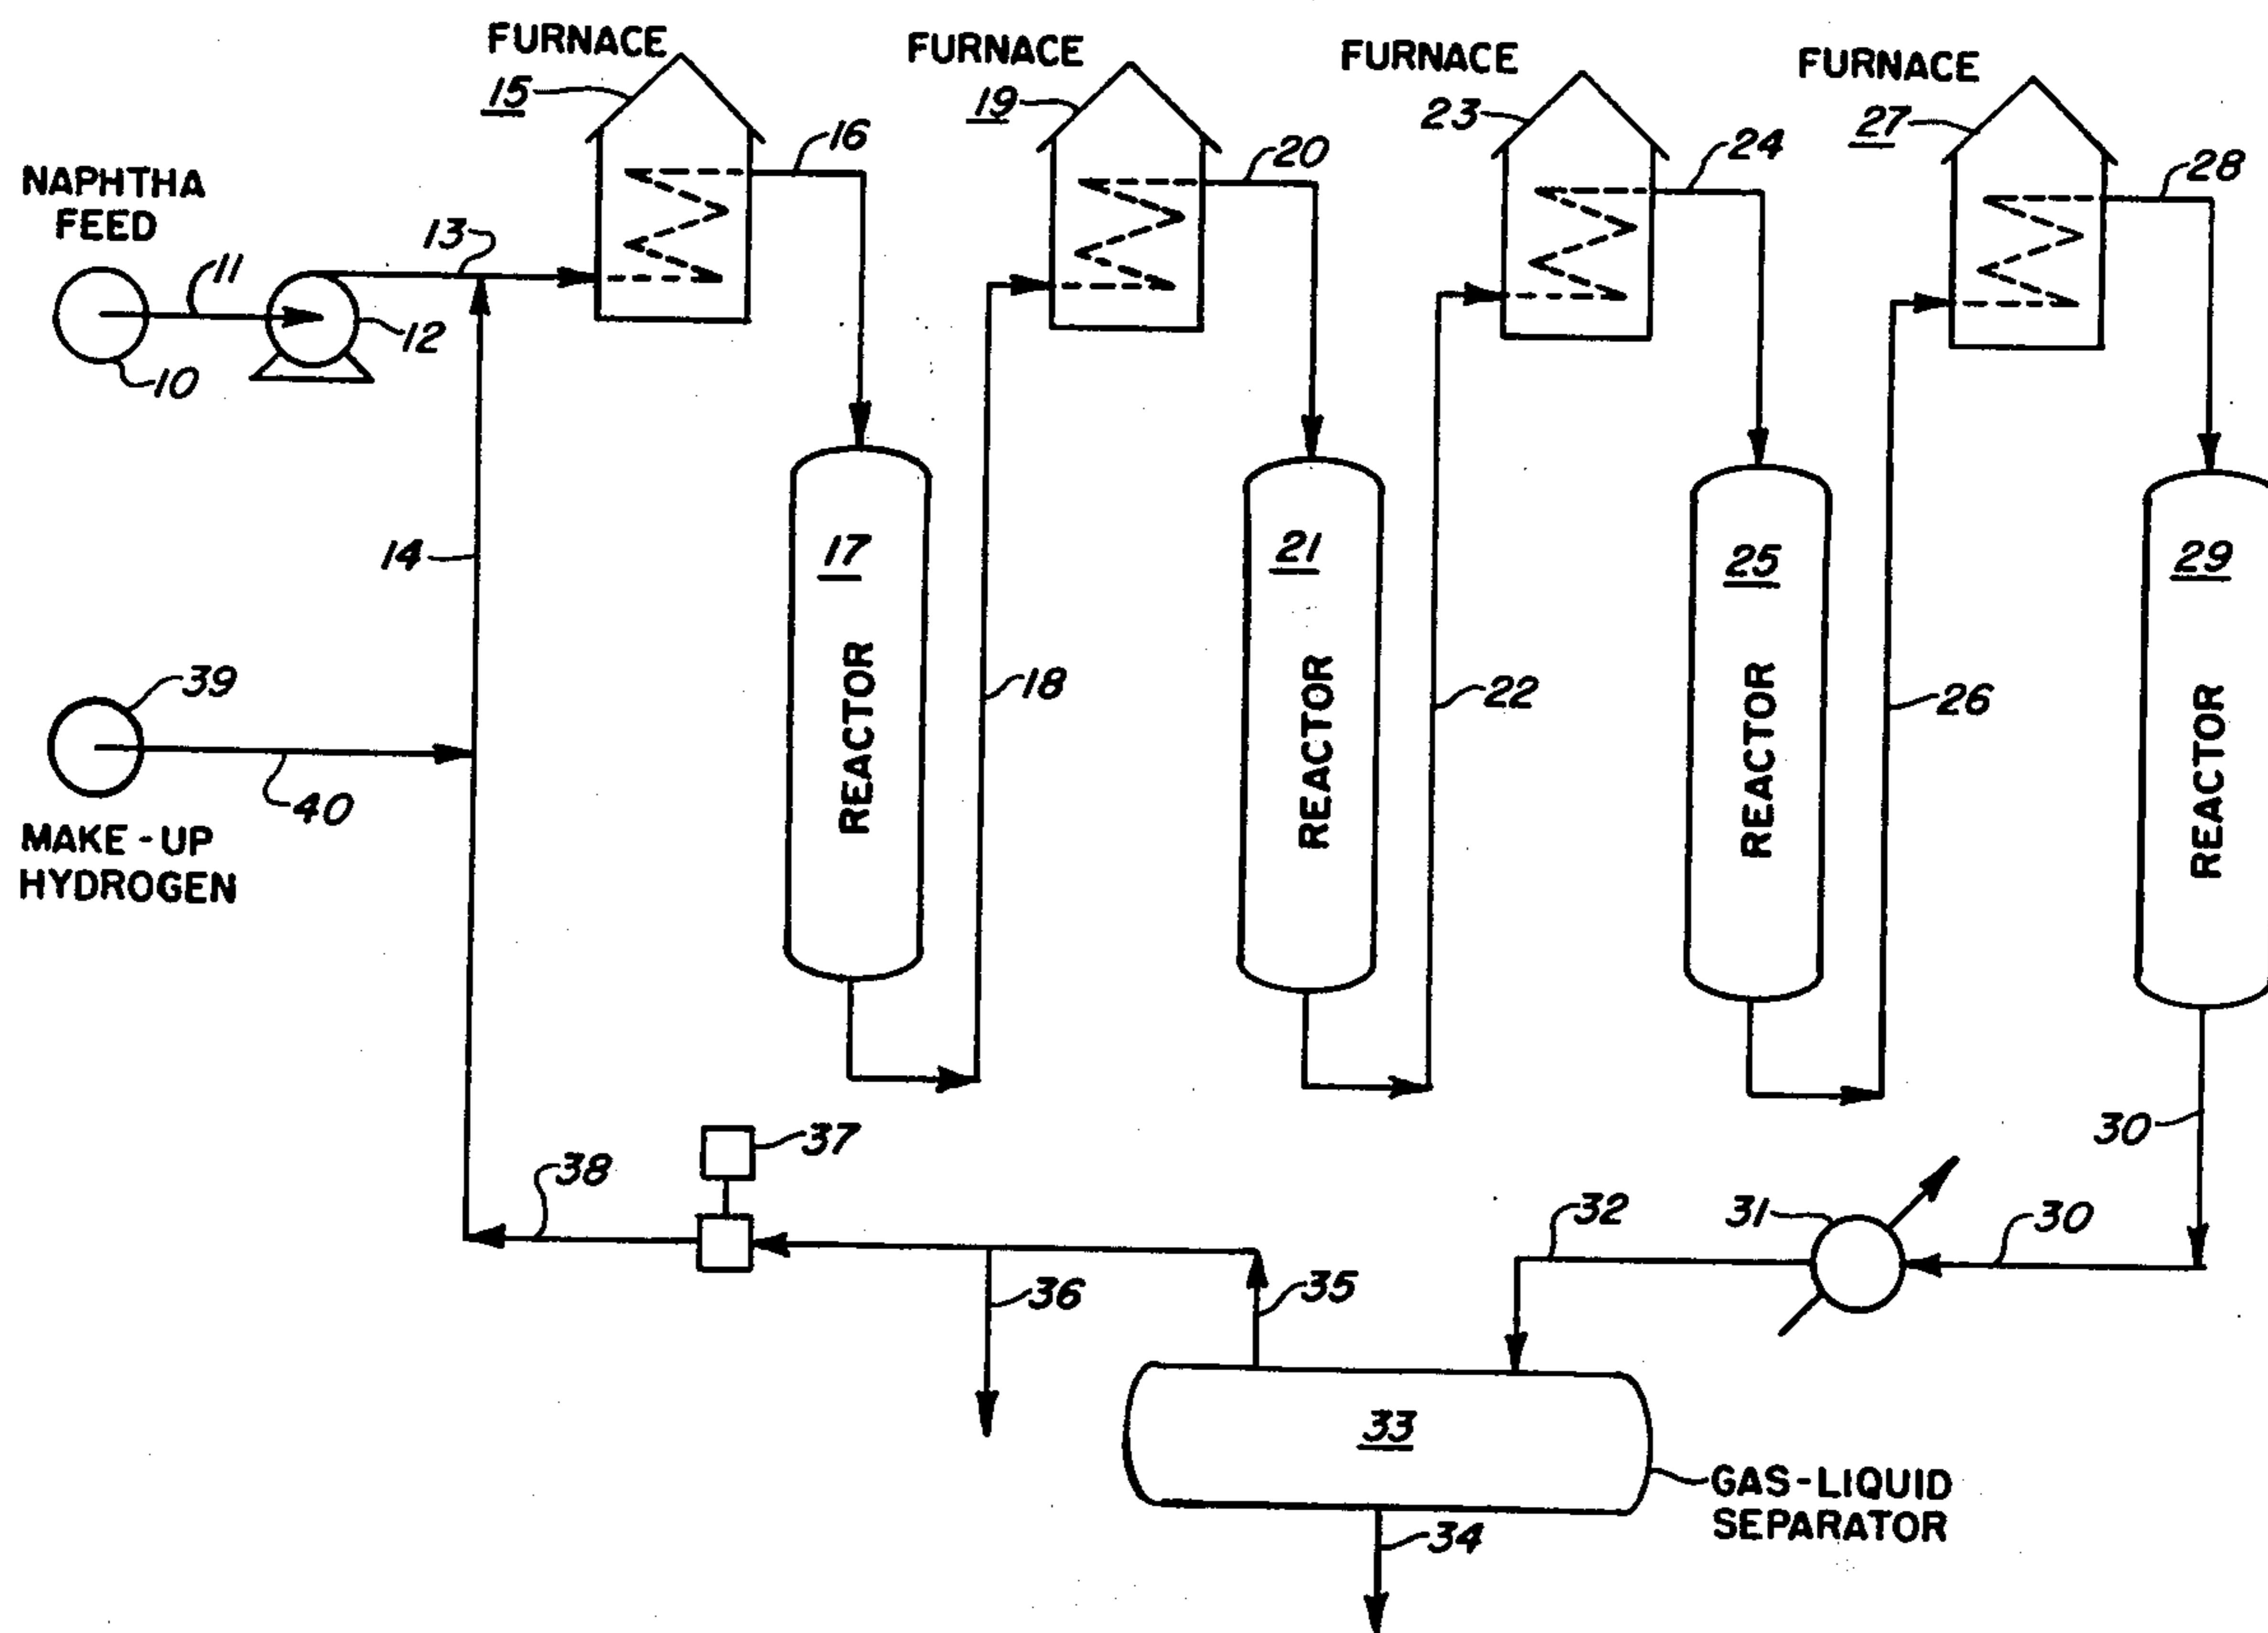 FURNACE
15
FURNACE
19
FURNACE
23
FURNACE
27
16
20
24
28
NAPHTHA
FEED
13
11
12
10
14
17
REACTOR
21
REACTOR
25
REACTOR
29
REACTOR
18
22
26
39
40
MAKE-UP
HYDROGEN
37
38
30
32
31
30
36
35
33
GAS-LIQUID
SEPARATOR
34